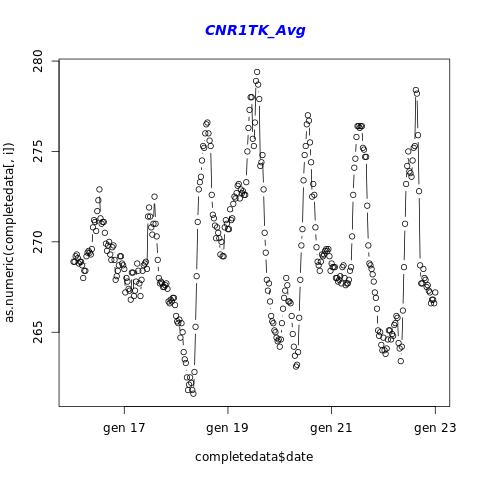 CNR1TK_Avg
as.numeric(completedata[, i])
280
275
270
265
gen 17
gen 19
gen 21
gen 23
completedata$date